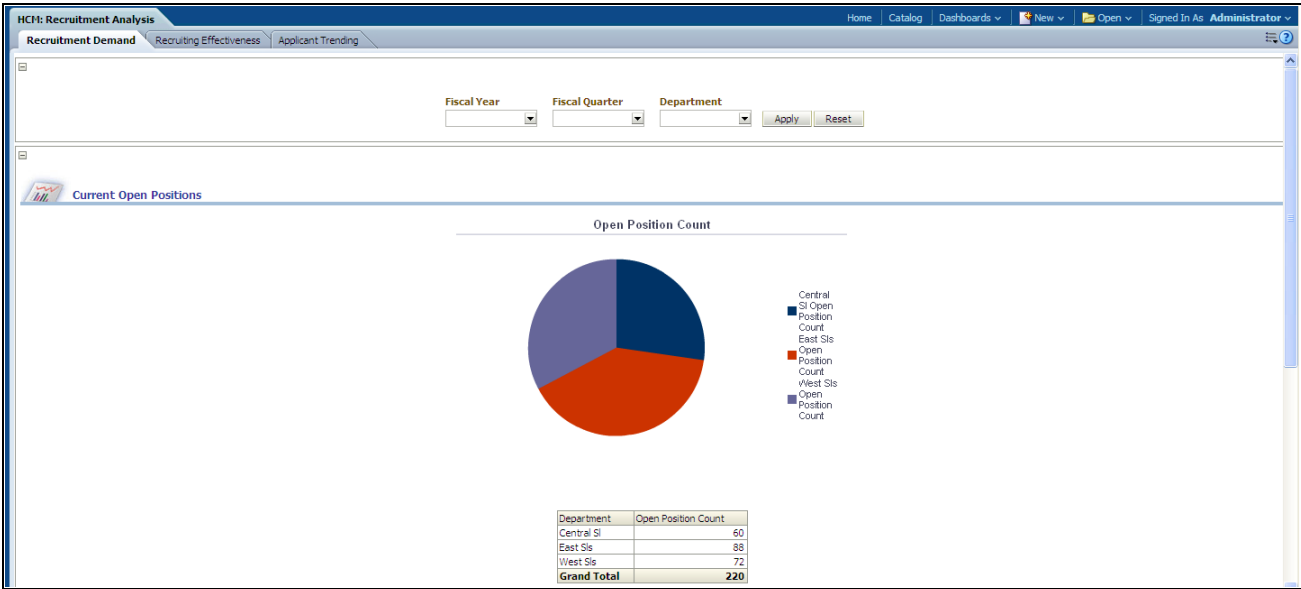 HCM: Recruitment Analysis
Home Catalog Dashboards New Open Signed In As Administrator
Recruitment Demand Recruiting Effectiveness Applicant Trending
Fiscal Year Fiscal Quarter Department
Apply Reset
Current Open Positions
Open Position Count
Central
Sl Open
Position
Count
East Sls
Open
Position
Count
West Sls
Open
Position
Count
Department Open Position Count
Central Sl 60
East Sls 88
West Sls 72
Grand Total 220